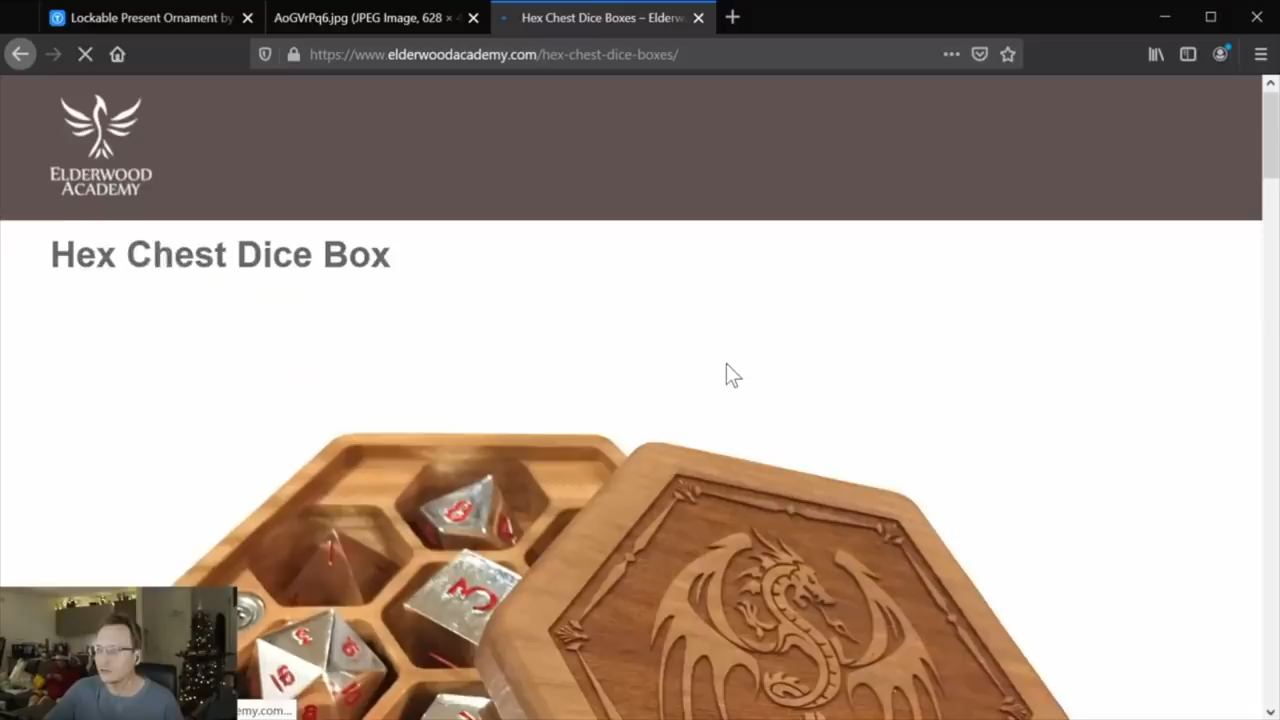 Lockable Present Ornament by
AoGVrPq6.jpg (JPEG Image, 628 ×
Hex Chest Dice Boxes – Elderw
https://www.elderwoodacademy.com/hex-chest-dice-boxes/
ELDERWOOD
ACADEMY
Hex Chest Dice Box
3
emy.com...